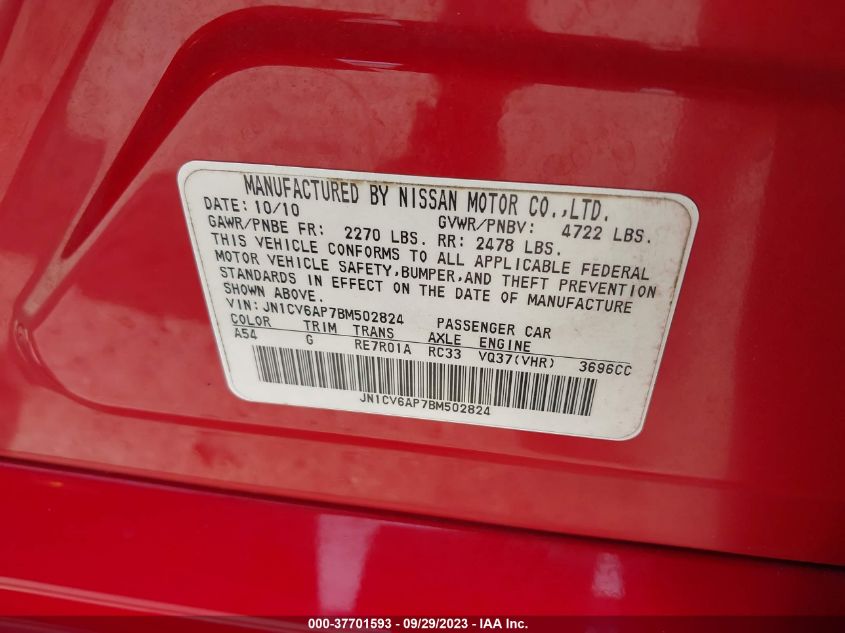 MANUFACTURED BY NISSAN MOTOR CO.,LTD.
DATE: 10/10 GVWR/PNBV: 4722 LBS.
GAWR/PNBE FR: 2270 LBS. RR: 2478 LBS.
THIS VEHICLE CONFORMS TO ALL APPLICABLE FEDERAL
MOTOR VEHICLE SAFETY,BUMPER,AND THEFT PREVENTION
STANDARDS IN EFFECT ON THE DATE OF MANUFACTURE
SHOWN ABOVE.
VIN: JN1CV6AP7BM502824 PASSENGER CAR
COLOR TRIM TRANS AXLE ENGINE
A54 G RE7R01A RC33 VQ37(VHR) 3696CC
JN1CV6AP7BM502824
000-37701593 - 09/29/2023 - IAA Inc.